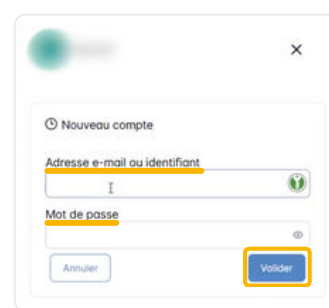 Nouveau compte
Adresse e-mail ou identifiant
Mot de passe
Annuler
Valider